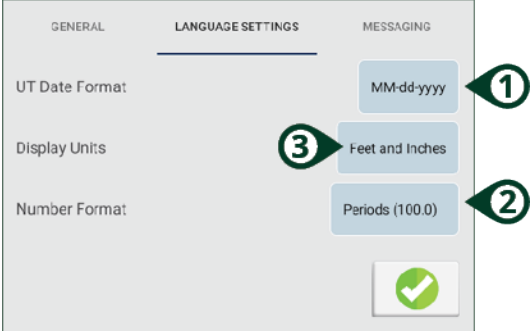 GENERAL LANGUAGE SETTINGS MESSAGING
UT Date Format MM-dd-yyyy 1
Display Units 3 Feet and Inches
Number Format Periods (100.0) 2